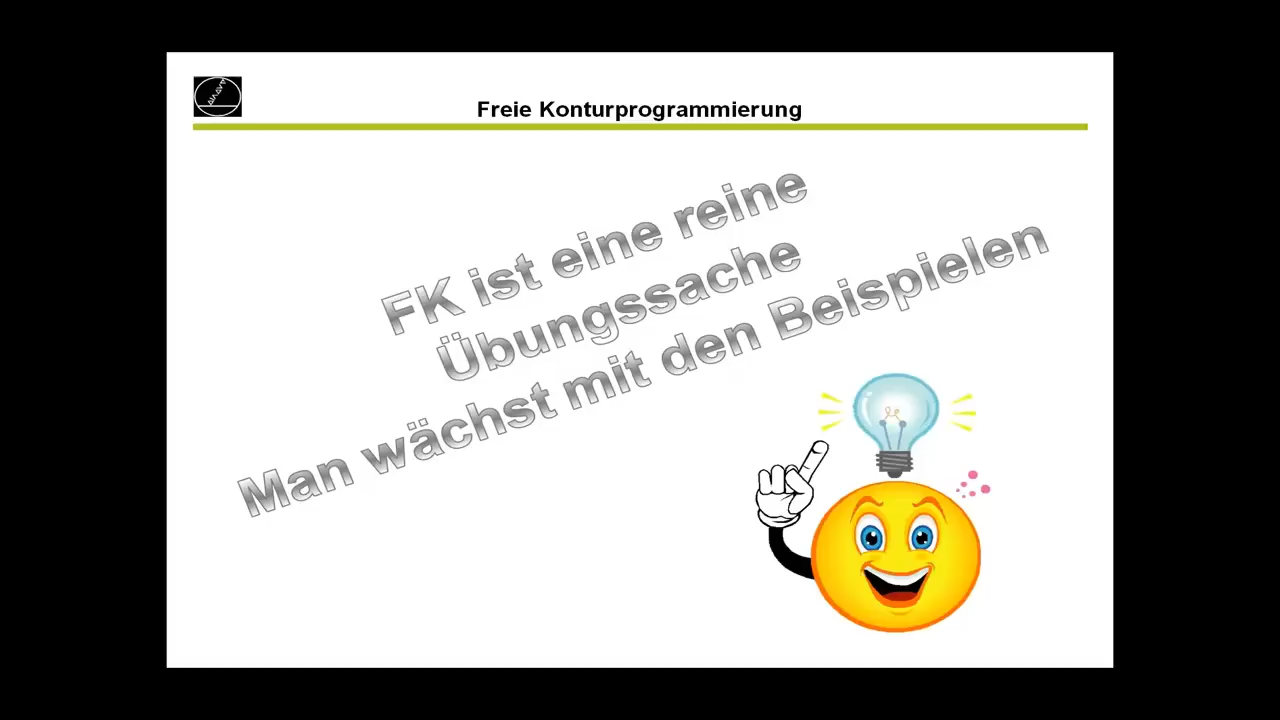 Freie Konturprogrammierung
FK ist eine reine
Übungssache
Man wächst mit den Beispielen